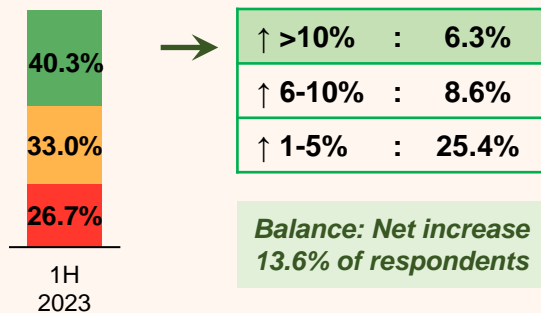 40.3%
33.0%
26.7%
1H
2023
↑ >10% : 6.3%
↑ 6-10% : 8.6%
↑ 1-5% : 25.4%
Balance: Net increase
13.6% of respondents